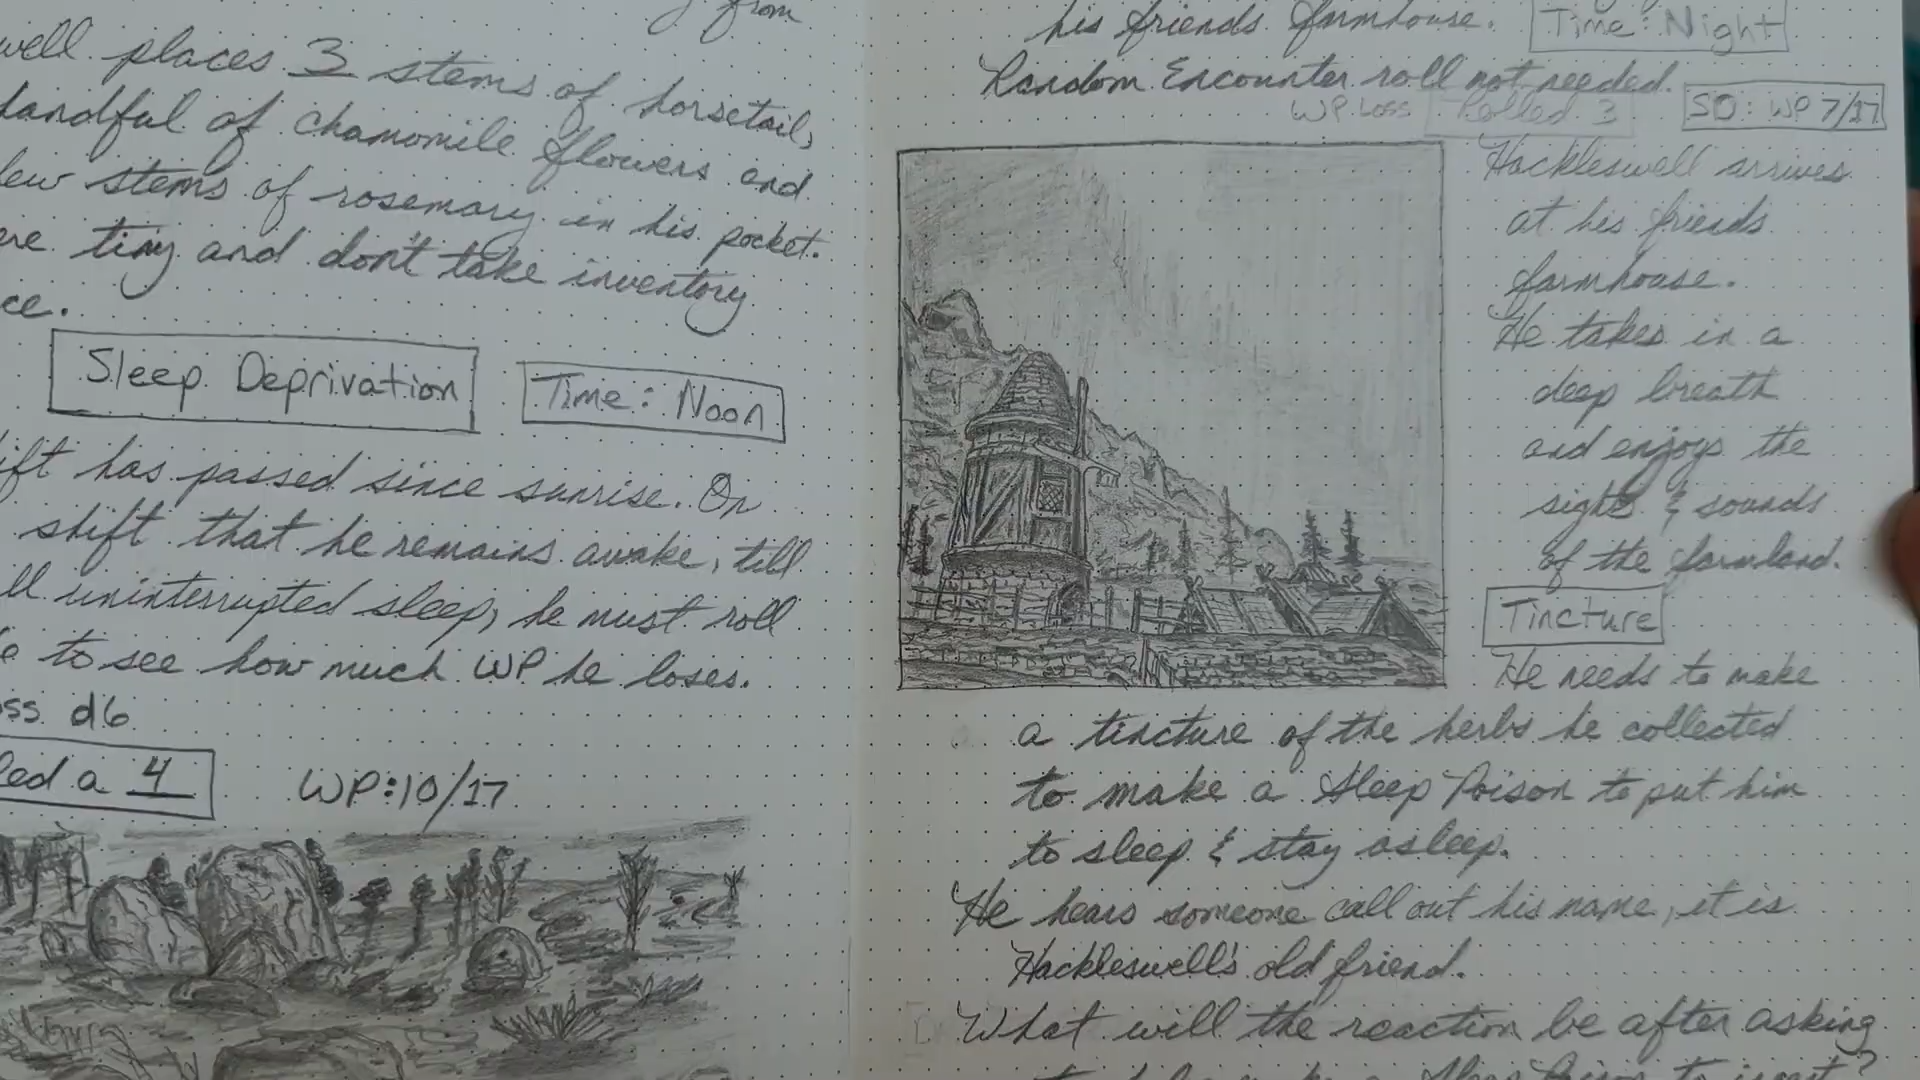 from
well places 3 stems of horsetail,
handful of chamomile flowers and
few stems of rosemary in his pocket.
ere tiny and don't take inventory
ce.
Sleep Deprivation
Time: Noon
ift has passed since sunrise. On
shift that he remains awake, till
ll uninterrupted sleep, he must roll
to see how much WP he loses.
ss d6
led a 4
WP:10/17
his friends farmhouse.
Time: Night
Random Encounter roll not needed.
WP Loss Rolled 3
SD: WP 7/17
Hackleswell arrives
at his friends
farmhouse.
He takes in a
deep breath
and enjoys the
sights & sounds
of the farmland.
Tincture
He needs to make
a tincture of the herbs he collected
to make a Sleep Poison to put him
to sleep & stay asleep.
He hears someone call out his name, it is
Hackleswell's old friend.
What will the reaction be after asking
Sleep Poison to